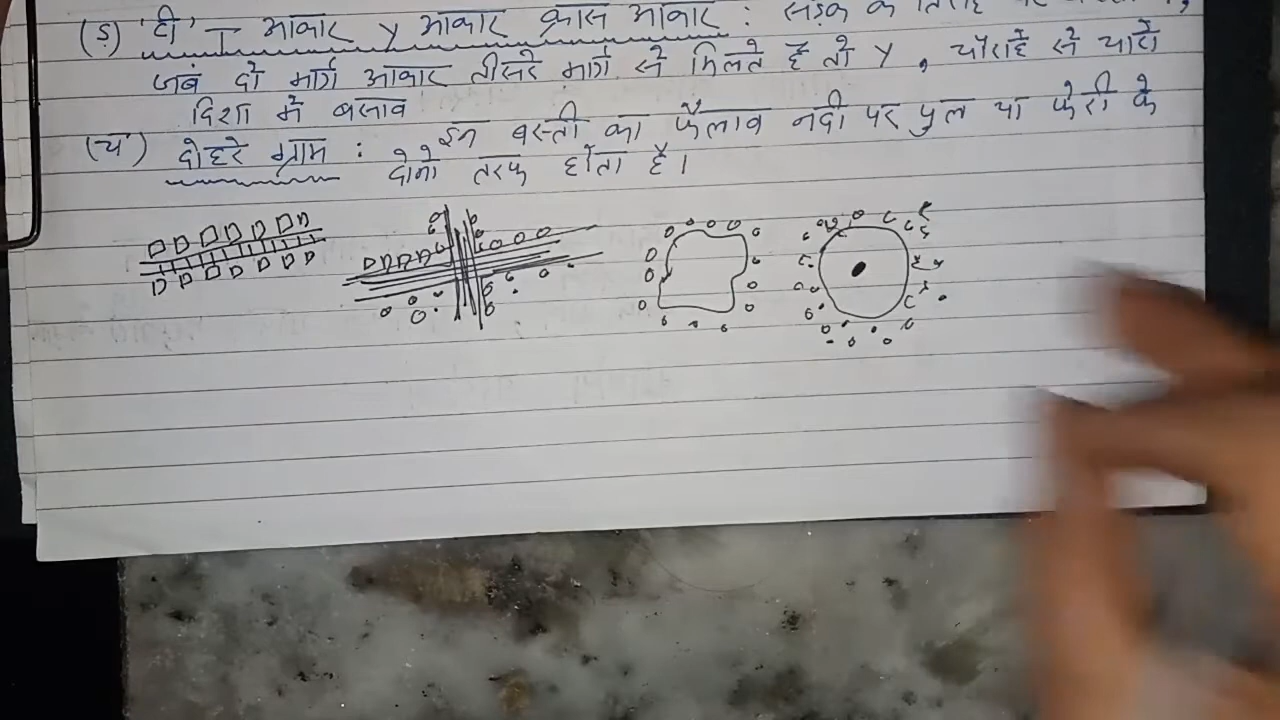 (ड़) 'टी' T आकार y आकार क्रास आकार : सड़क के
जब दो मार्ग आकार तीसरे मार्ग से मिलते है तो Y, चौराहे से चारो
दिशा में बसाव
(च) दोहरे ग्राम : इन बस्ती का फैलाव नदी पर पुल या फेरी के
दोनो तरफ होता है।